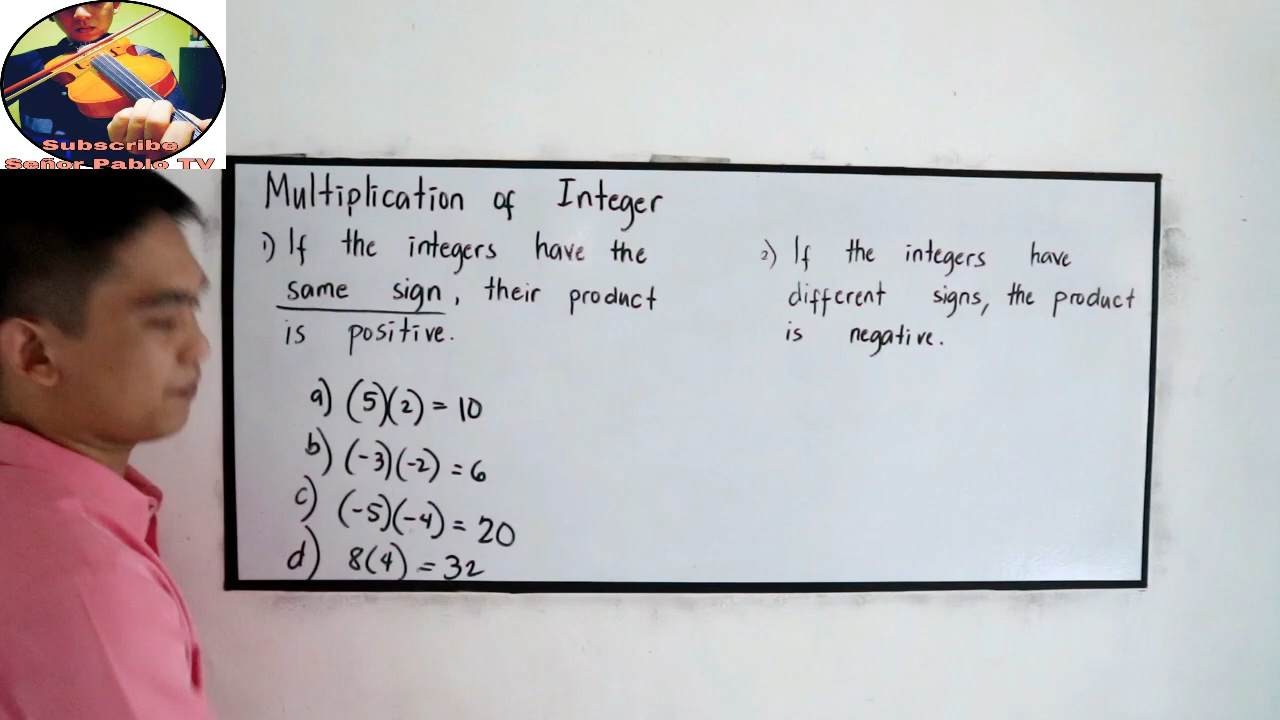 Subscribe
Señor Pablo TV
Multiplication of Integer
1) If the integers have the
same sign, their product
is positive.
a) (5)(2) = 10
b) (-3)(-2) = 6
c) (-5)(-4) = 20
d) 8(4) = 32
2) If the integers have
different signs, the product
is negative.